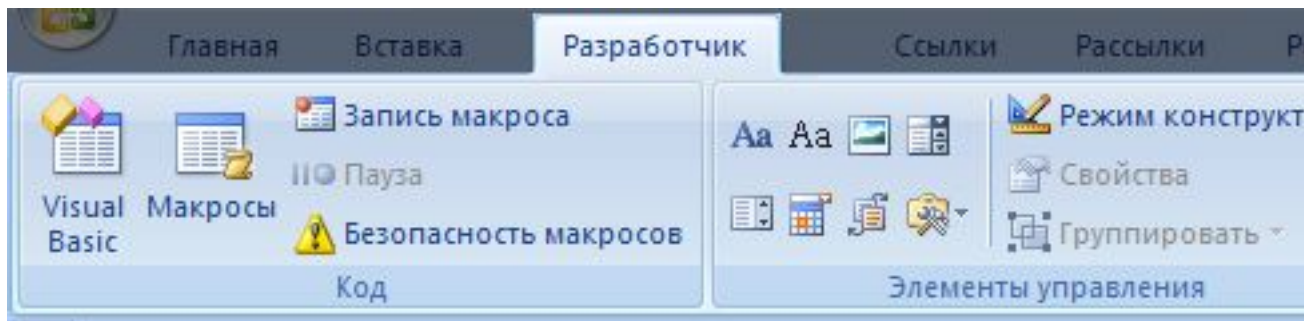 Главная Вставка Разработчик Ссылки Рассылки Р
Запись макроса
Пауза
Безопасность макросов
Visual Basic
Макросы
Код
Aa Aa
Режим конструкт
Свойства
Группировать
Элементы управления